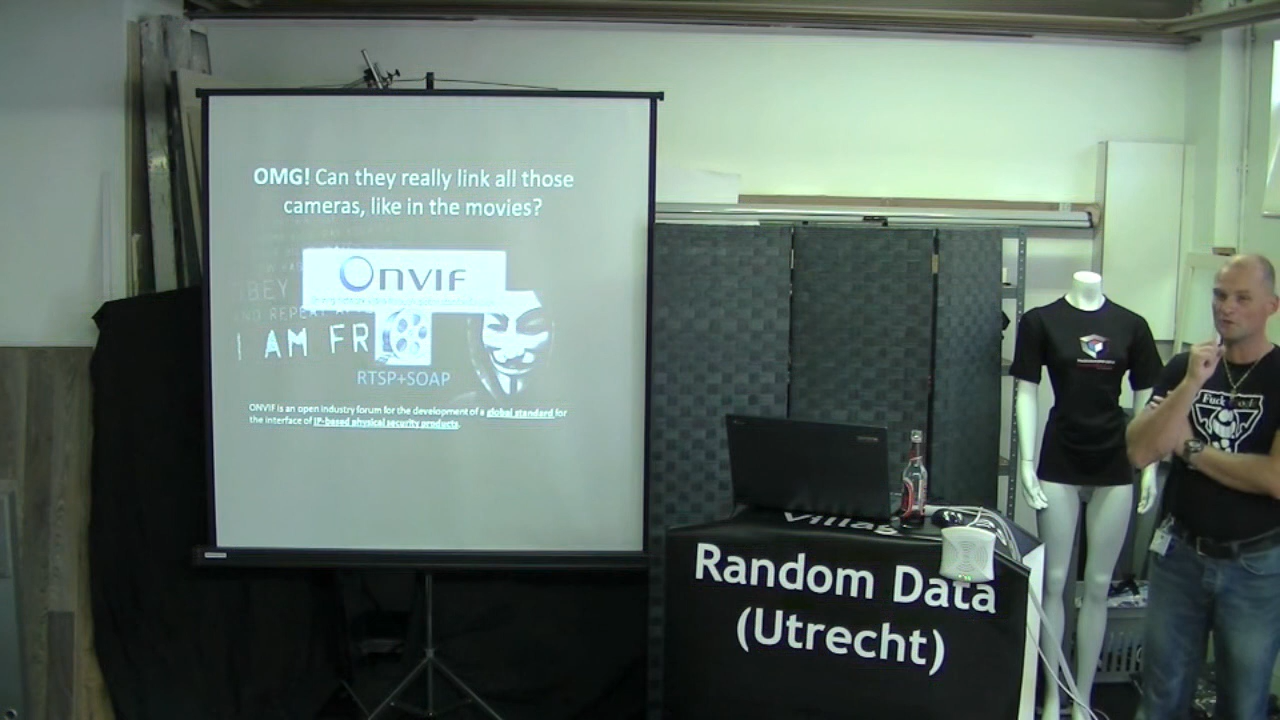 OMG! Can they really link all those
cameras, like in the movies?
ONVIF
I AM FR
RTSP+SOAP
ONVIF is an open industry forum for the development of a global standard for
the interface of IP-based physical security products.
Villag
Random Data
(Utrecht)